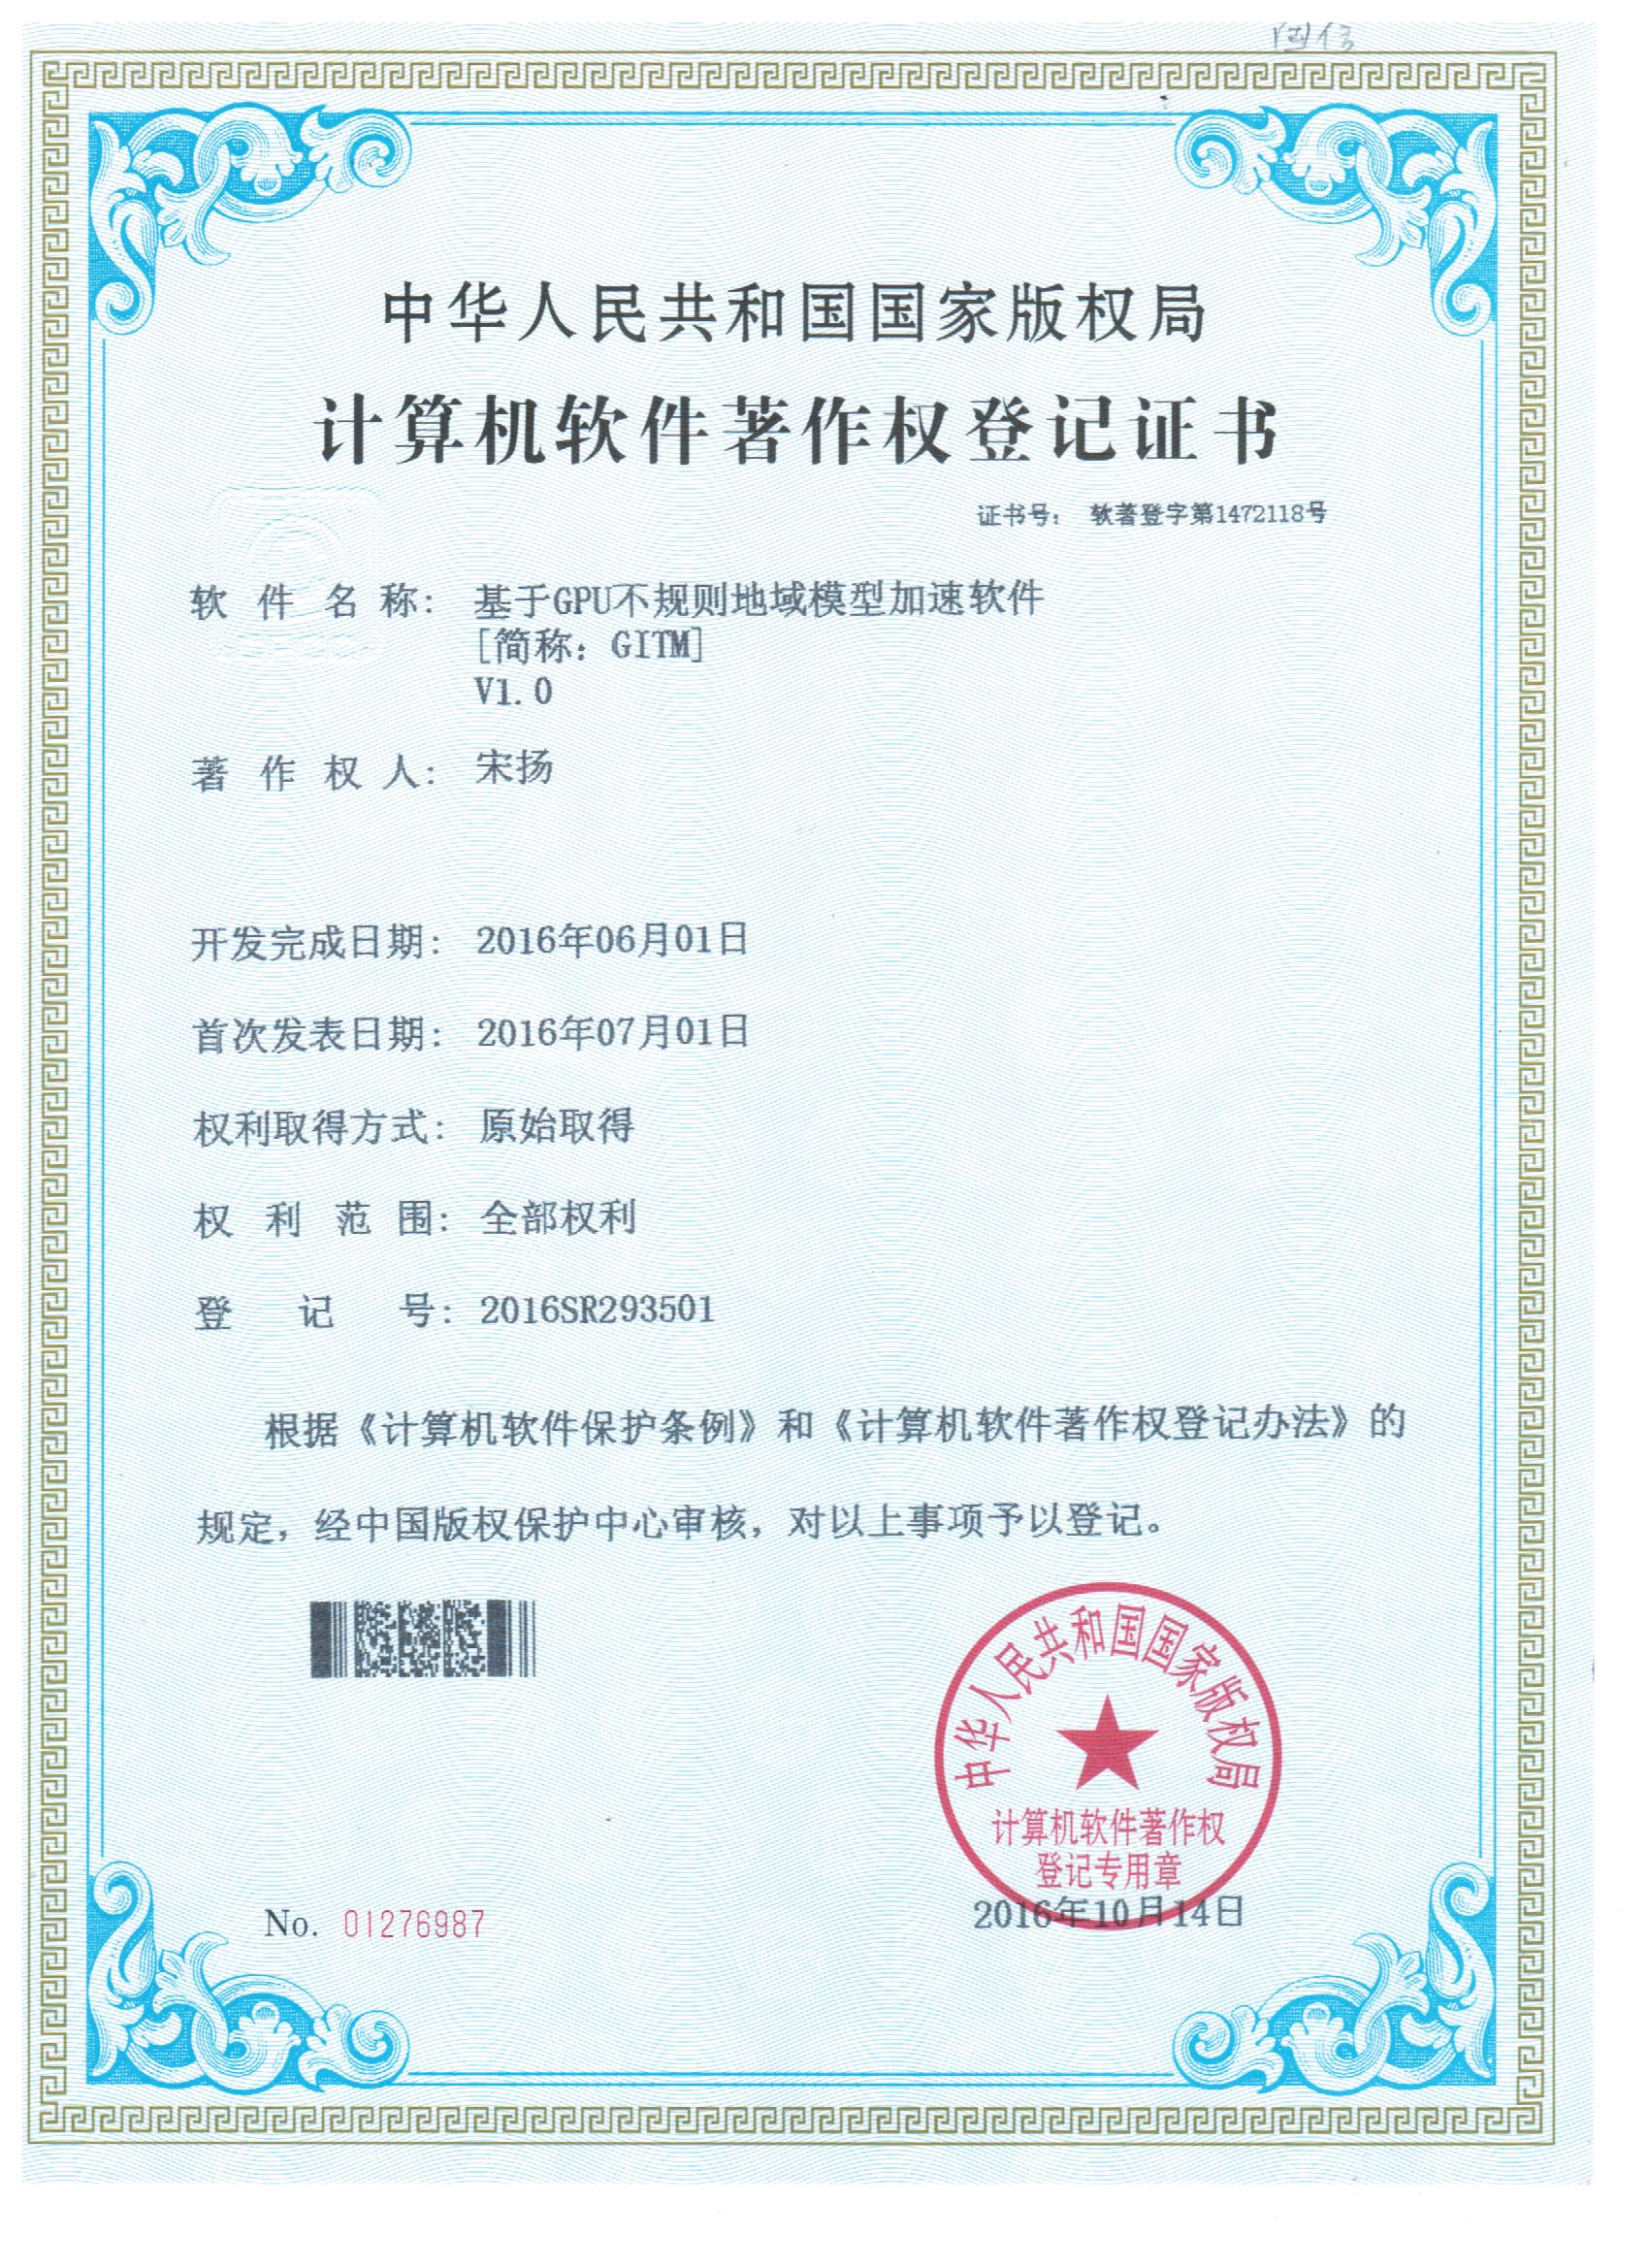 中华人民共和国国家版权局
计算机软件著作权登记证书
证书号： 软著登字第1472118号
软件名称： 基于GPU不规则地域模型加速软件
[简称：GITM]
V1.0
著作权人： 宋扬
开发完成日期： 2016年06月01日
首次发表日期： 2016年07月01日
权利取得方式： 原始取得
权利范围： 全部权利
登记号： 2016SR293501
根据《计算机软件保护条例》和《计算机软件著作权登记办法》的
规定，经中国版权保护中心审核，对以上事项予以登记。
中华人民共和国国家版权局
计算机软件著作权
登记专用章
No. 01276987
2016年10月14日